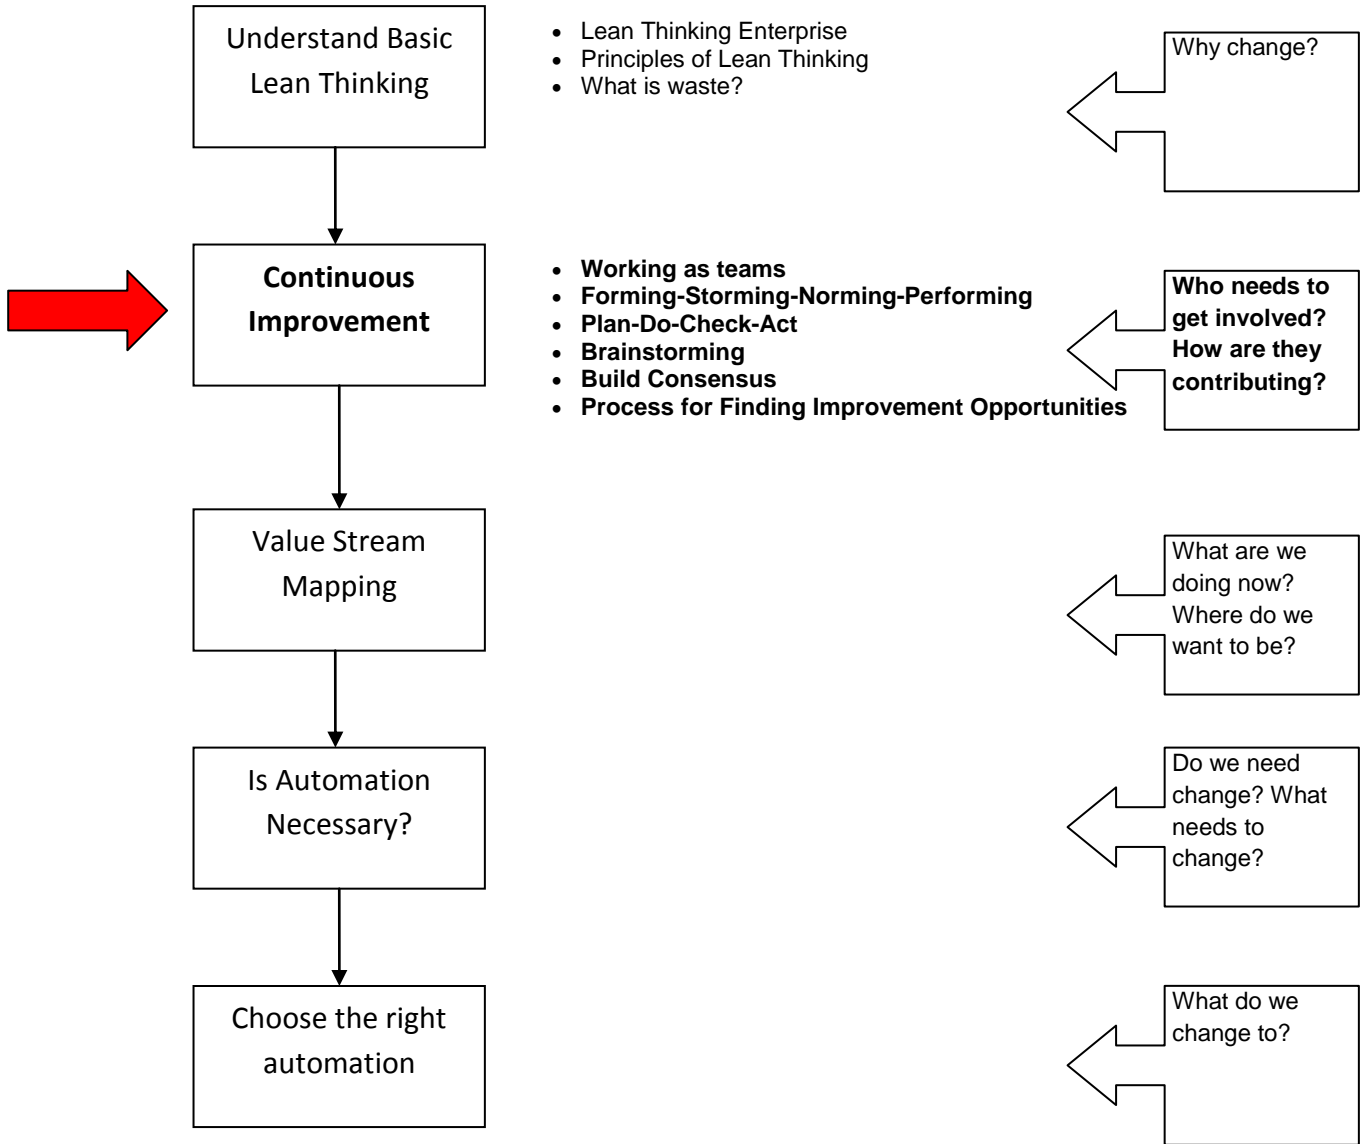 Understand Basic
Lean Thinking
• Lean Thinking Enterprise
• Principles of Lean Thinking
• What is waste?
Why change?
Continuous
Improvement
• Working as teams
• Forming-Storming-Norming-Performing
• Plan-Do-Check-Act
• Brainstorming
• Build Consensus
• Process for Finding Improvement Opportunities
Who needs to
get involved?
How are they
contributing?
Value Stream
Mapping
What are we
doing now?
Where do we
want to be?
Is Automation
Necessary?
Do we need
change? What
needs to
change?
Choose the right
automation
What do we
change to?